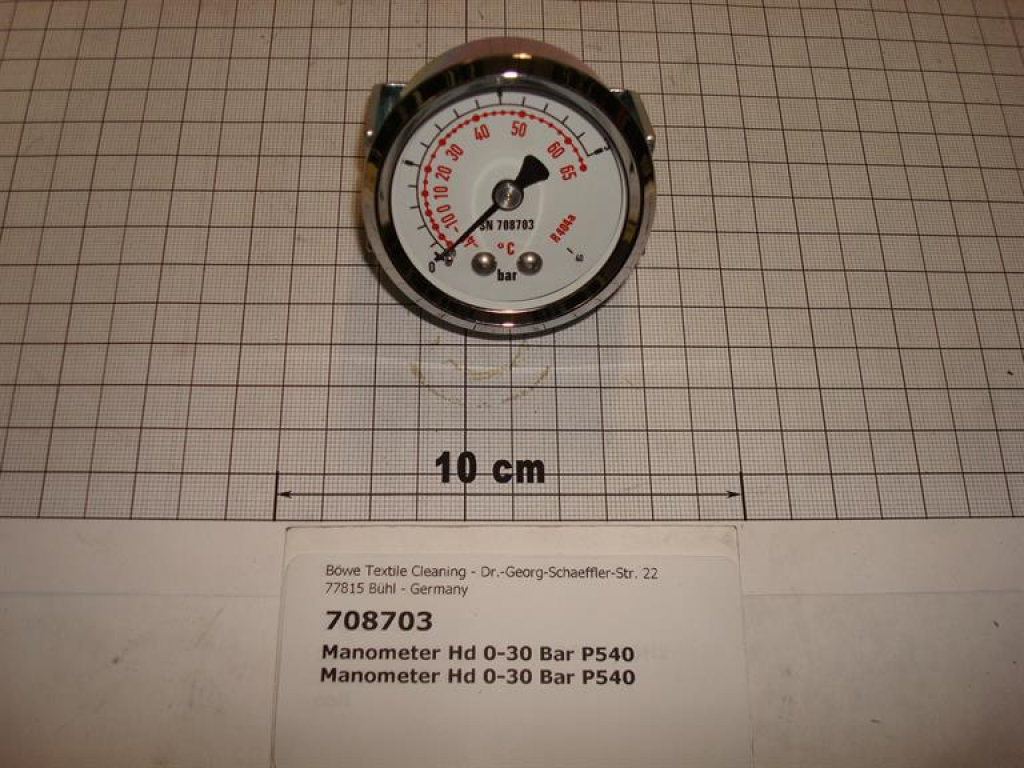 40 50
30 60
20 65
10
0
-10
SN 708703
R404a
°C
0
bar
10 cm
Böwe Textile Cleaning - Dr.-Georg-Schaeffler-Str. 22
77815 Bühl - Germany
708703
Manometer Hd 0-30 Bar P540
Manometer Hd 0-30 Bar P540